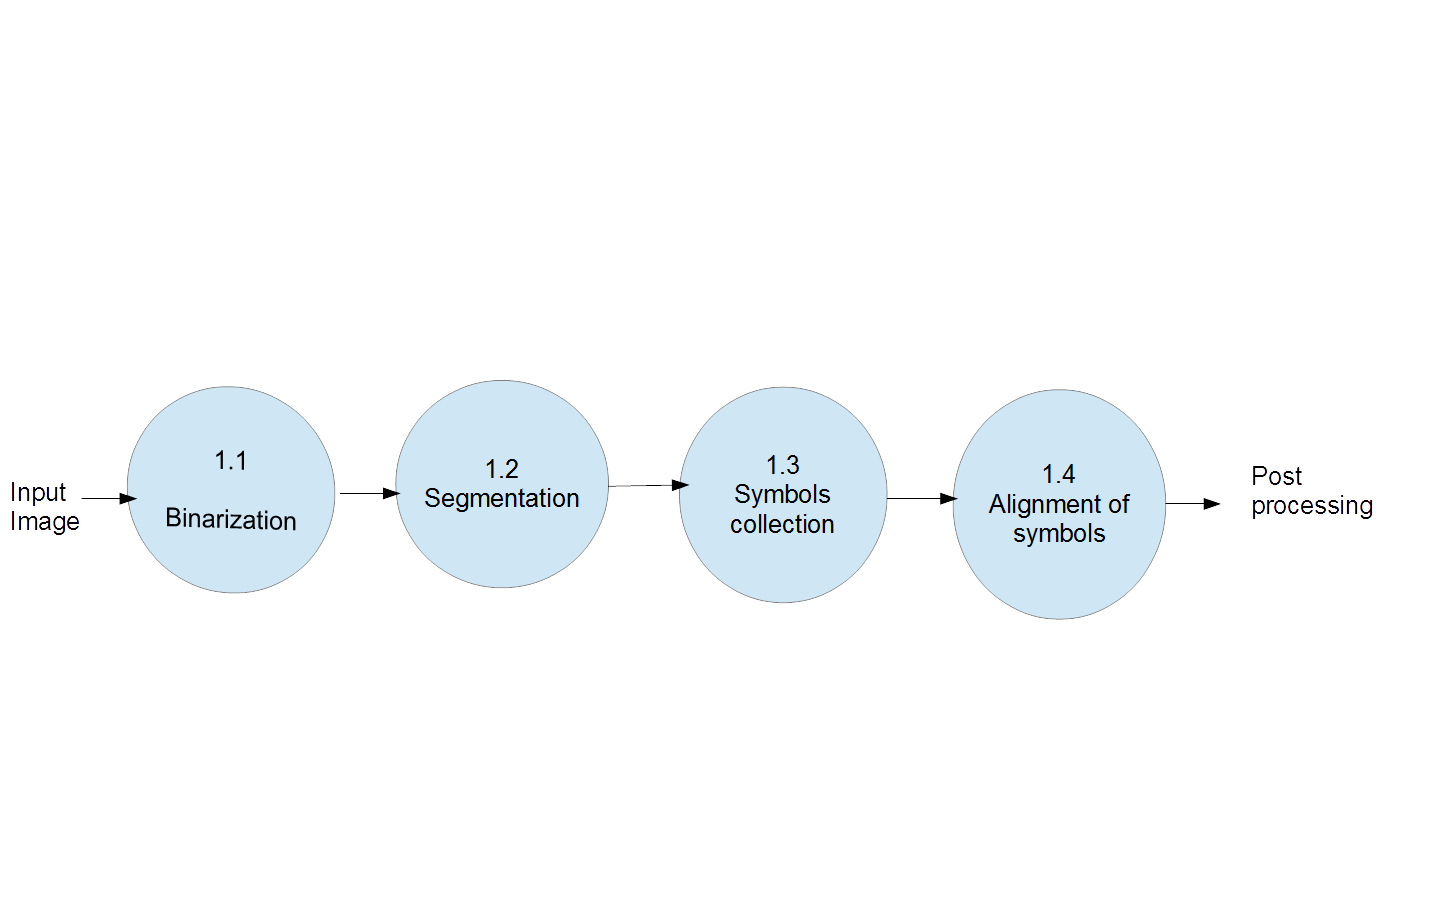 Input
Image
1.1
Binarization
1.2
Segmentation
1.3
Symbols
collection
1.4
Alignment of
symbols
Post
processing